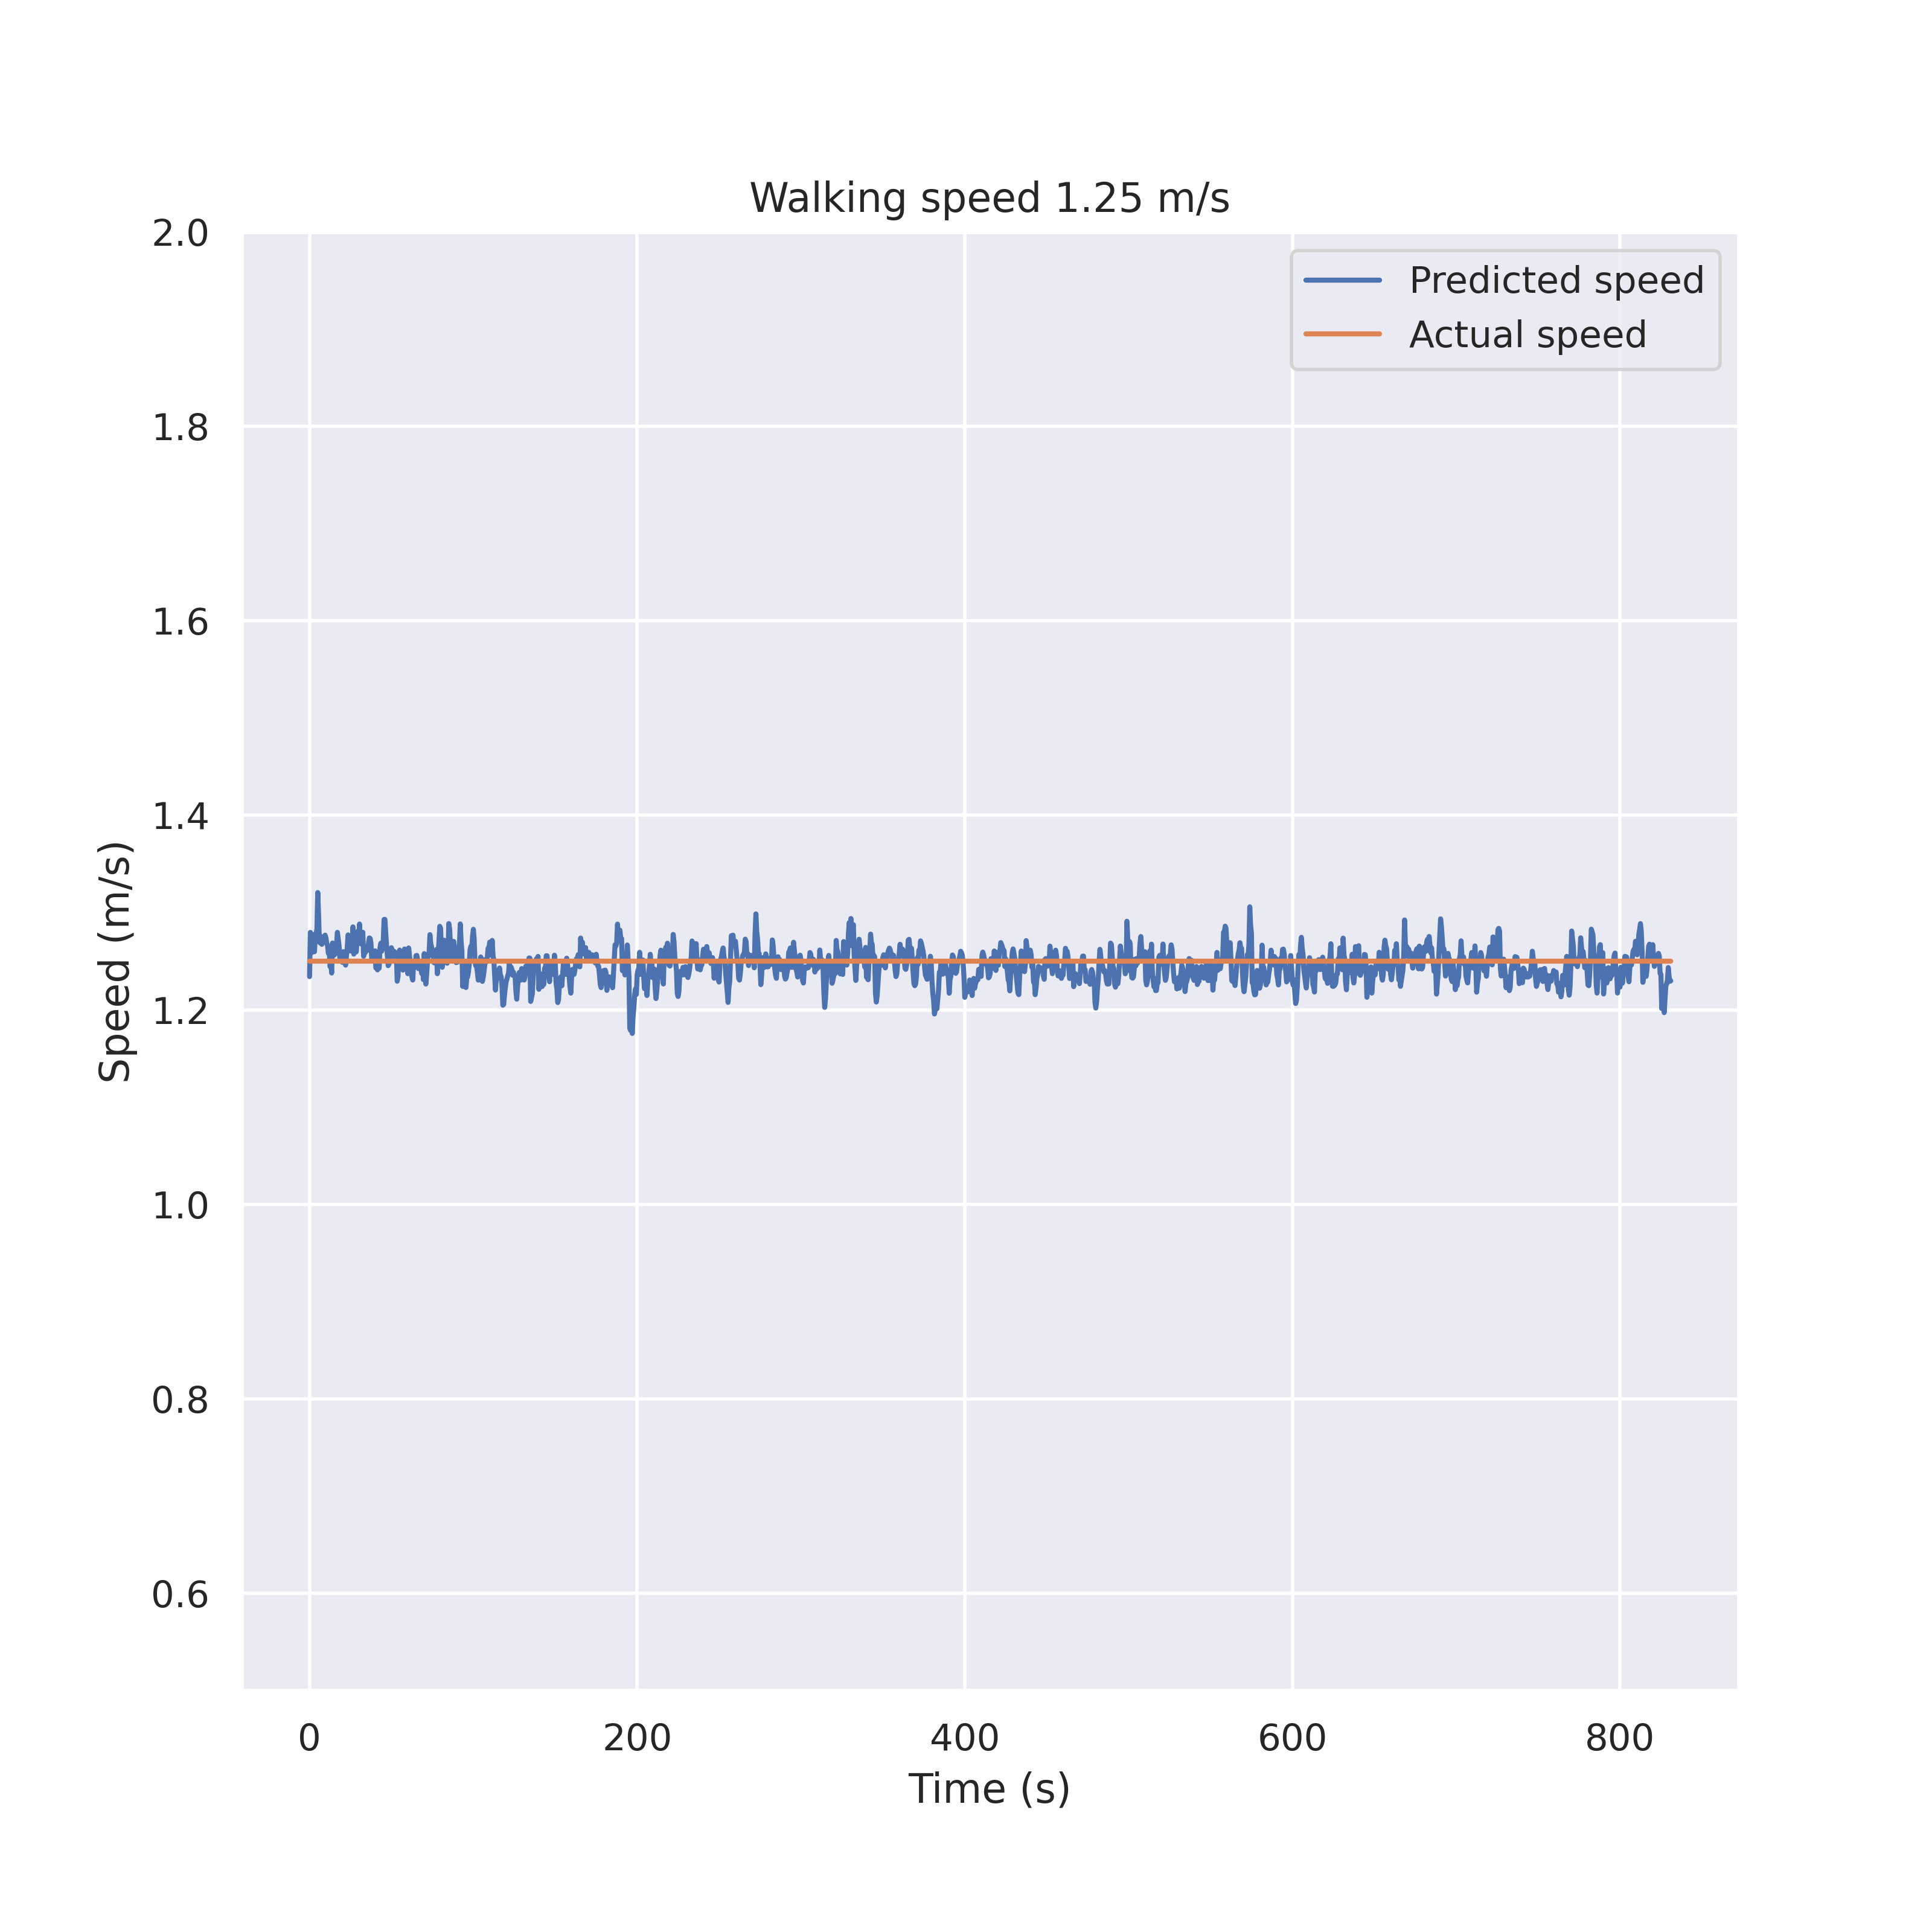 Walking speed 1.25 m/s
Predicted speed
Actual speed
2.0
1.8
1.6
1.4
1.2
1.0
0.8
0.6
Speed (m/s)
0 200 400 600 800
Time (s)